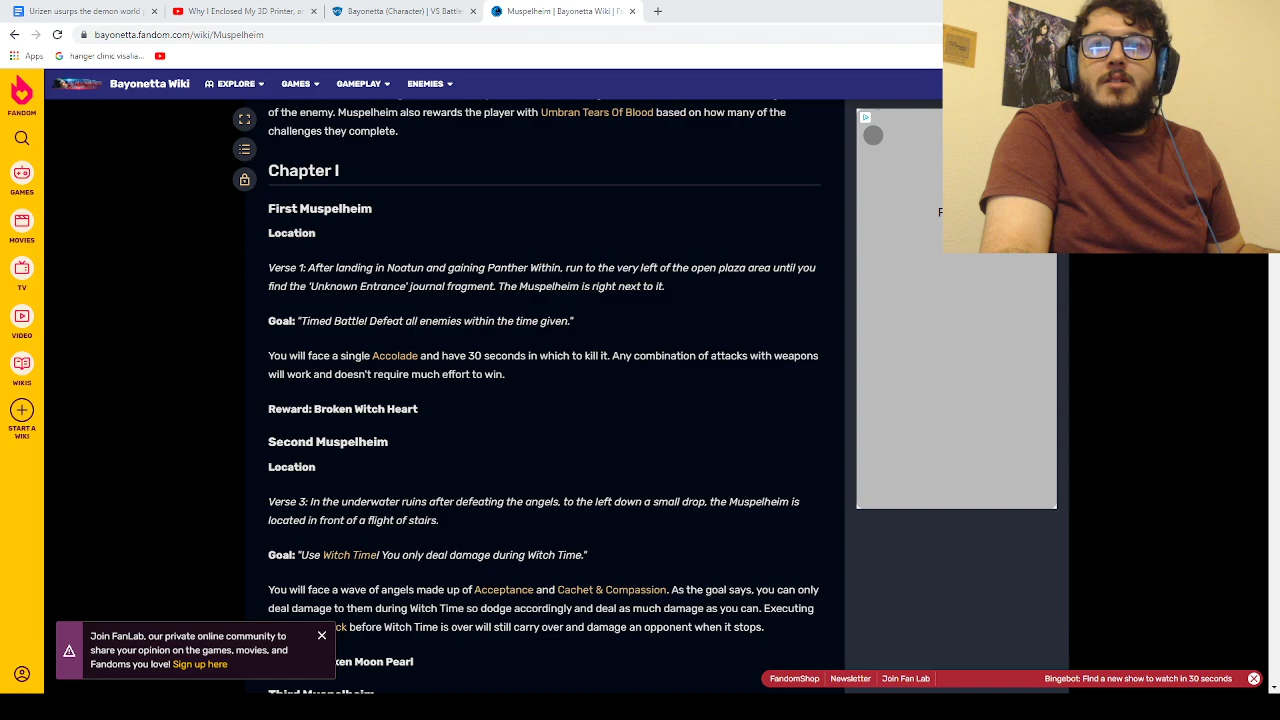 Urizen usurps the demon world
Why I Enclosed My 3D Printer, ar
Bayonetta (Character) | VS Battle
Muspelheim | Bayonetta Wiki | Fa
bayonetta.fandom.com/wiki/Muspelheim
Apps
hanger clinic visalia...
FANDOM
GAMES
MOVIES
TV
VIDEO
WIKIS
START A
WIKI
Bayonetta Wiki
EXPLORE
GAMES
GAMEPLAY
ENEMIES
of the enemy. Muspelheim also rewards the player with Umbran Tears Of Blood based on how many of the
challenges they complete.
Chapter I
First Muspelheim
Location
Verse 1: After landing in Noatun and gaining Panther Within, run to the very left of the open plaza area until you
find the 'Unknown Entrance' journal fragment. The Muspelheim is right next to it.
Goal: "Timed Battle! Defeat all enemies within the time given."
You will face a single Accolade and have 30 seconds in which to kill it. Any combination of attacks with weapons
will work and doesn't require much effort to win.
Reward: Broken Witch Heart
Second Muspelheim
Location
Verse 3: In the underwater ruins after defeating the angels, to the left down a small drop, the Muspelheim is
located in front of a flight of stairs.
Goal: "Use Witch Time! You only deal damage during Witch Time."
You will face a wave of angels made up of Acceptance and Cachet & Compassion. As the goal says, you can only
deal damage to them during Witch Time so dodge accordingly and deal as much damage as you can. Executing
ck before Witch Time is over will still carry over and damage an opponent when it stops.
ken Moon Pearl
Third Muspelheim
Join FanLab, our private online community to
share your opinion on the games, movies, and
Fandoms you love! Sign up here
FandomShop
Newsletter
Join Fan Lab
Bingebot: Find a new show to watch in 30 seconds